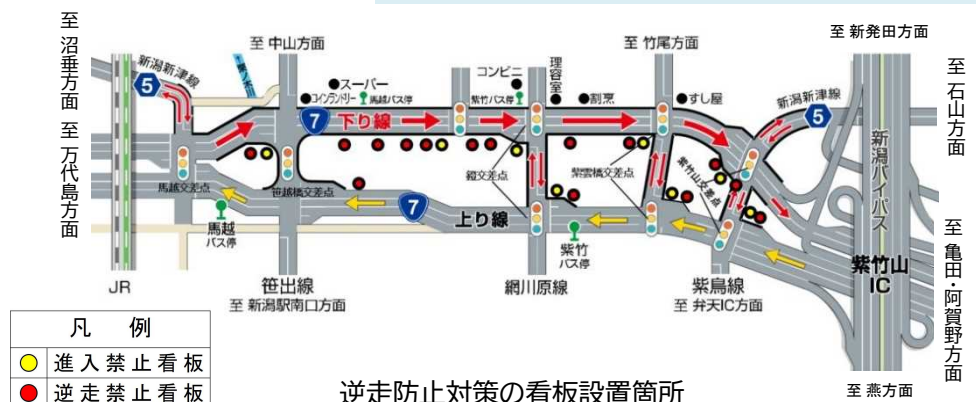 至 沼垂方面
至 万代島方面
至 中山方面
至 竹尾方面
至 新発田方面
至 石山方面
新潟新津線
5
スーパー
コインランドリー
馬越バス停
コンビニ
紫竹バス停
理容室
割烹
すし屋
新潟新津線
5
7
下り線
新潟バイパス
馬越交差点
笹越橋交差点
鐙交差点
紫雲橋交差点
紫竹山交差点
7
上り線
馬越
バス停
紫竹
バス停
紫竹山
IC
至 亀田・阿賀野方面
JR
笹出線
至 新潟駅南口方面
網川原線
紫鳥線
至 弁天IC方面
至 燕方面
凡 例
進入禁止看板
逆走禁止看板
逆走防止対策の看板設置箇所